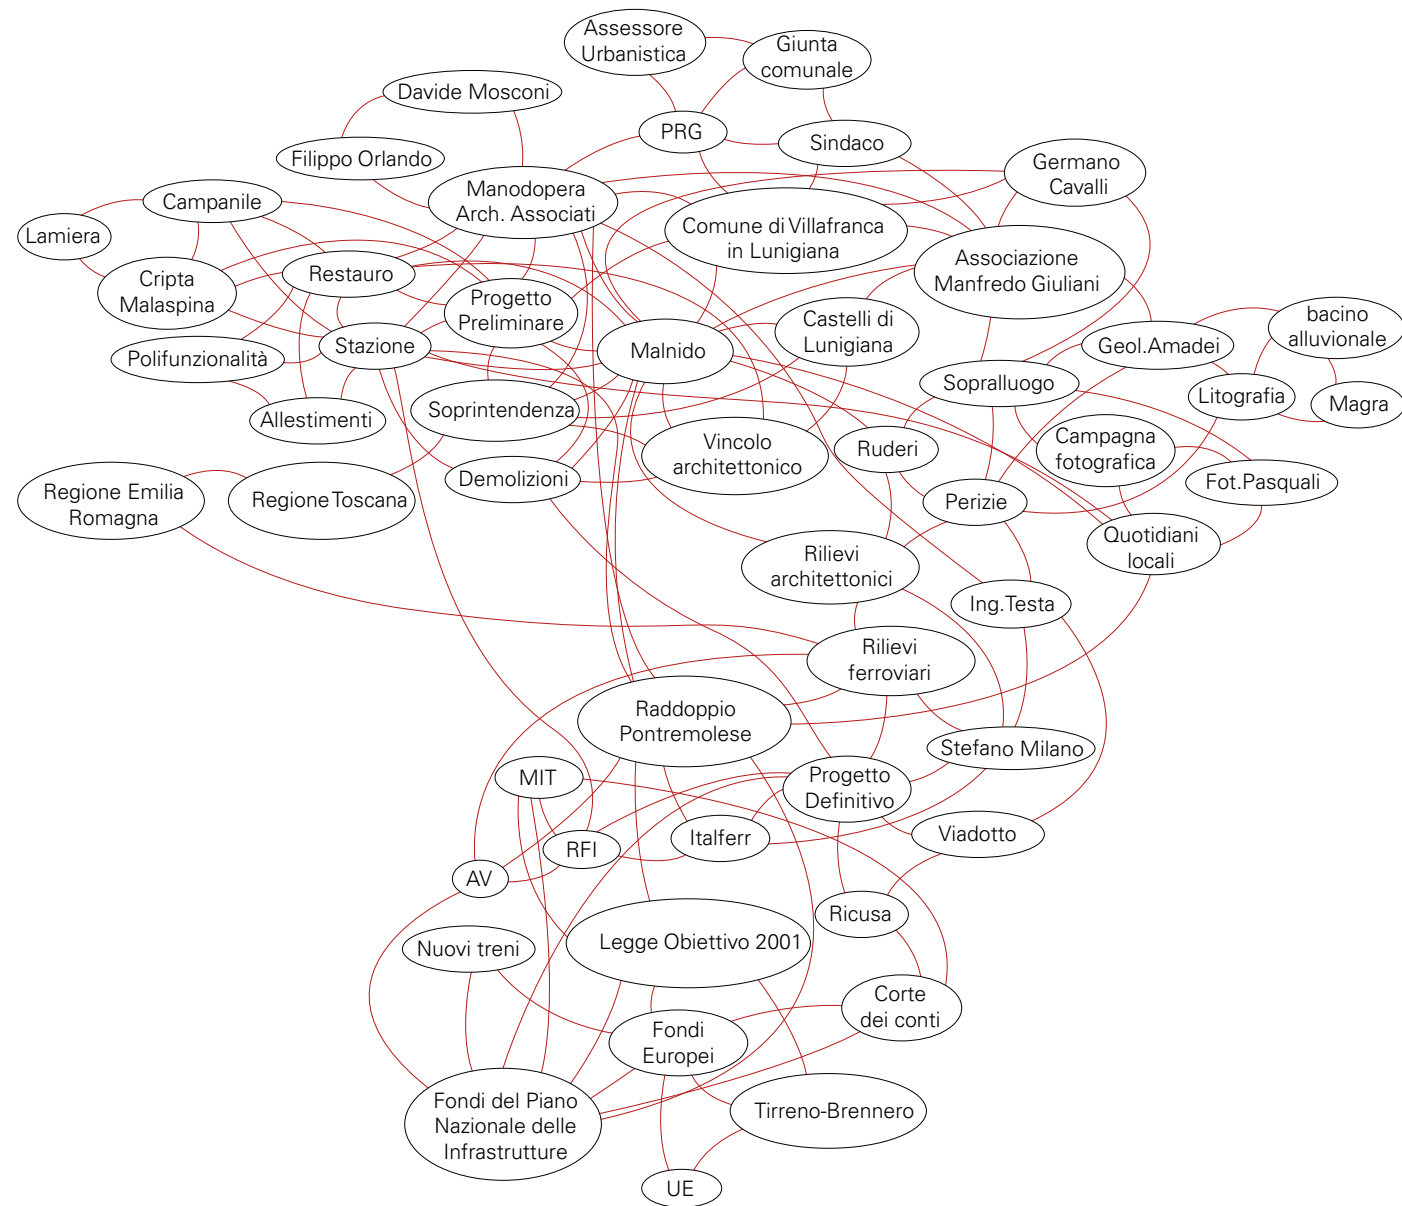 Assessore
Urbanistica
Giunta
comunale
Davide Mosconi
PRG
Sindaco
Filippo Orlando
Germano
Cavalli
Manodopera
Arch. Associati
Campanile
Comune di Villafranca
in Lunigiana
Lamiera
Cripta
Malaspina
Restauro
Associazione
Manfredo Giuliani
Progetto
Preliminare
Castelli di
Lunigiana
bacino
alluvionale
Polifunzionalità
Stazione
Malnido
Geol.Amadei
Sopralluogo
Litografia
Magra
Allestimenti
Soprintendenza
Vincolo
architettonico
Ruderi
Campagna
fotografica
Regione Emilia
Romagna
Regione Toscana
Demolizioni
Perizie
Fot.Pasquali
Rilievi
architettonici
Quotidiani
locali
Ing.Testa
Rilievi
ferroviari
Raddoppio
Pontremolese
Stefano Milano
MIT
Progetto
Definitivo
RFI
Italferr
Viadotto
AV
Ricusa
Nuovi treni
Legge Obiettivo 2001
Corte
dei conti
Fondi
Europei
Fondi del Piano
Nazionale delle
Infrastrutture
Tirreno-Brennero
UE